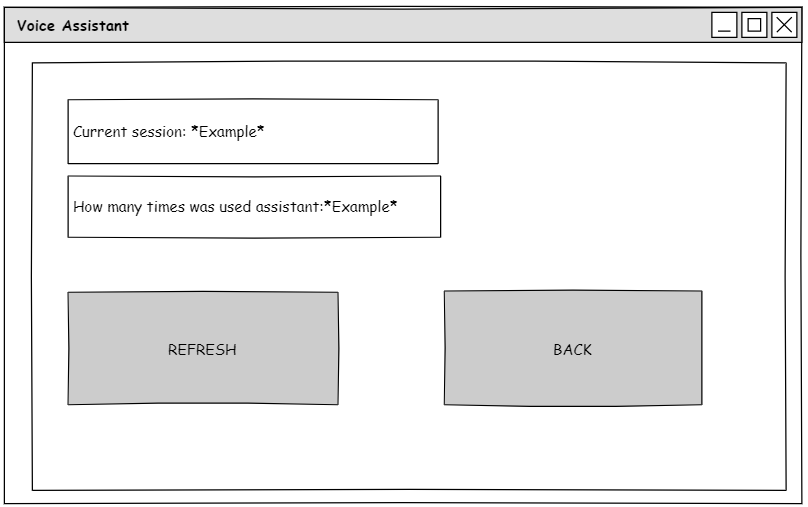 Voice Assistant
Current session: *Example*
How many times was used assistant:*Example*
REFRESH
BACK